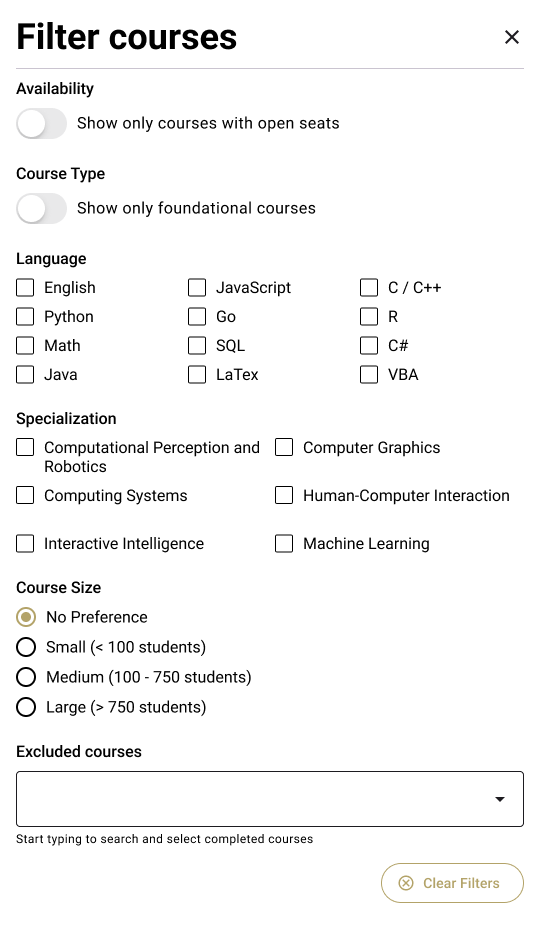 Filter courses
Availability
Show only courses with open seats
Course Type
Show only foundational courses
Language
English
JavaScript
C / C++
Python
Go
R
Math
SQL
C#
Java
LaTex
VBA
Specialization
Computational Perception and
Robotics
Computer Graphics
Computing Systems
Human-Computer Interaction
Interactive Intelligence
Machine Learning
Course Size
No Preference
Small (< 100 students)
Medium (100 - 750 students)
Large (> 750 students)
Excluded courses
Start typing to search and select completed courses
Clear Filters